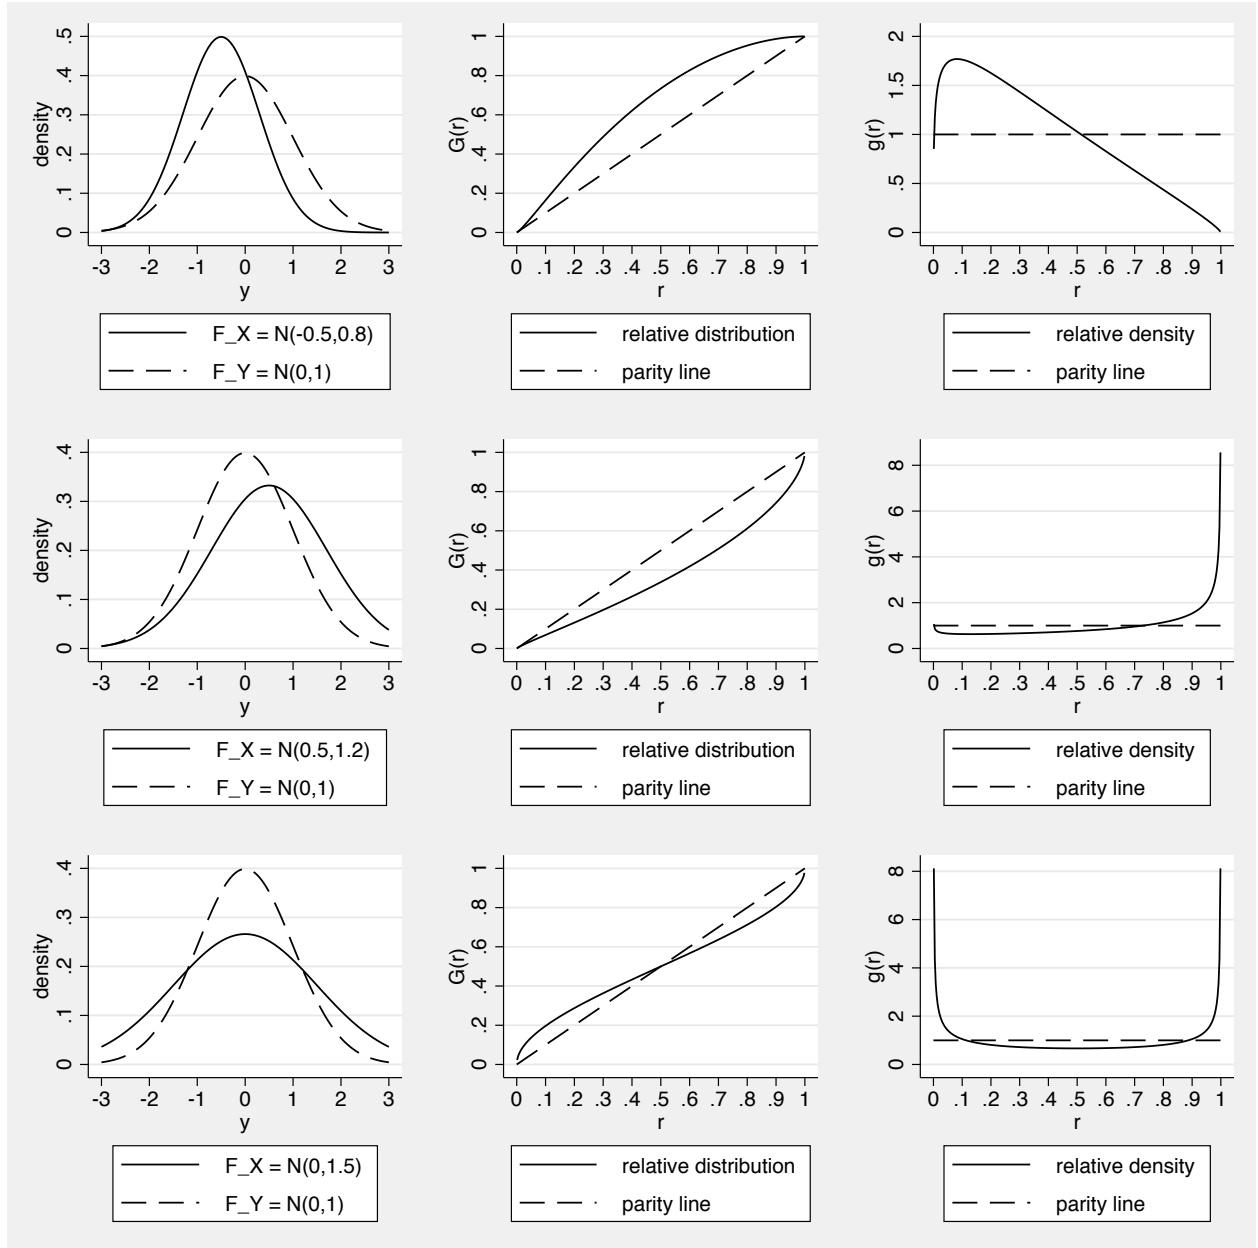 density
.5
.4
.3
.2
.1
0
-3 -2 -1 0 1 2 3
y
F_X = N(-0.5,0.8)
F_Y = N(0,1)
G(r)
1
.8
.6
.4
.2
0
0 .1 .2 .3 .4 .5 .6 .7 .8 .9 1
r
relative distribution
parity line
g(r)
2
1.5
1
.5
0
0 .1 .2 .3 .4 .5 .6 .7 .8 .9 1
r
relative density
parity line
density
.4
.3
.2
.1
0
-3 -2 -1 0 1 2 3
y
F_X = N(0.5,1.2)
F_Y = N(0,1)
G(r)
1
.8
.6
.4
.2
0
0 .1 .2 .3 .4 .5 .6 .7 .8 .9 1
r
relative distribution
parity line
g(r)
8
6
4
2
0
0 .1 .2 .3 .4 .5 .6 .7 .8 .9 1
r
relative density
parity line
density
.4
.3
.2
.1
0
-3 -2 -1 0 1 2 3
y
F_X = N(0,1.5)
F_Y = N(0,1)
G(r)
1
.8
.6
.4
.2
0
0 .1 .2 .3 .4 .5 .6 .7 .8 .9 1
r
relative distribution
parity line
g(r)
8
6
4
2
0
0 .1 .2 .3 .4 .5 .6 .7 .8 .9 1
r
relative density
parity line